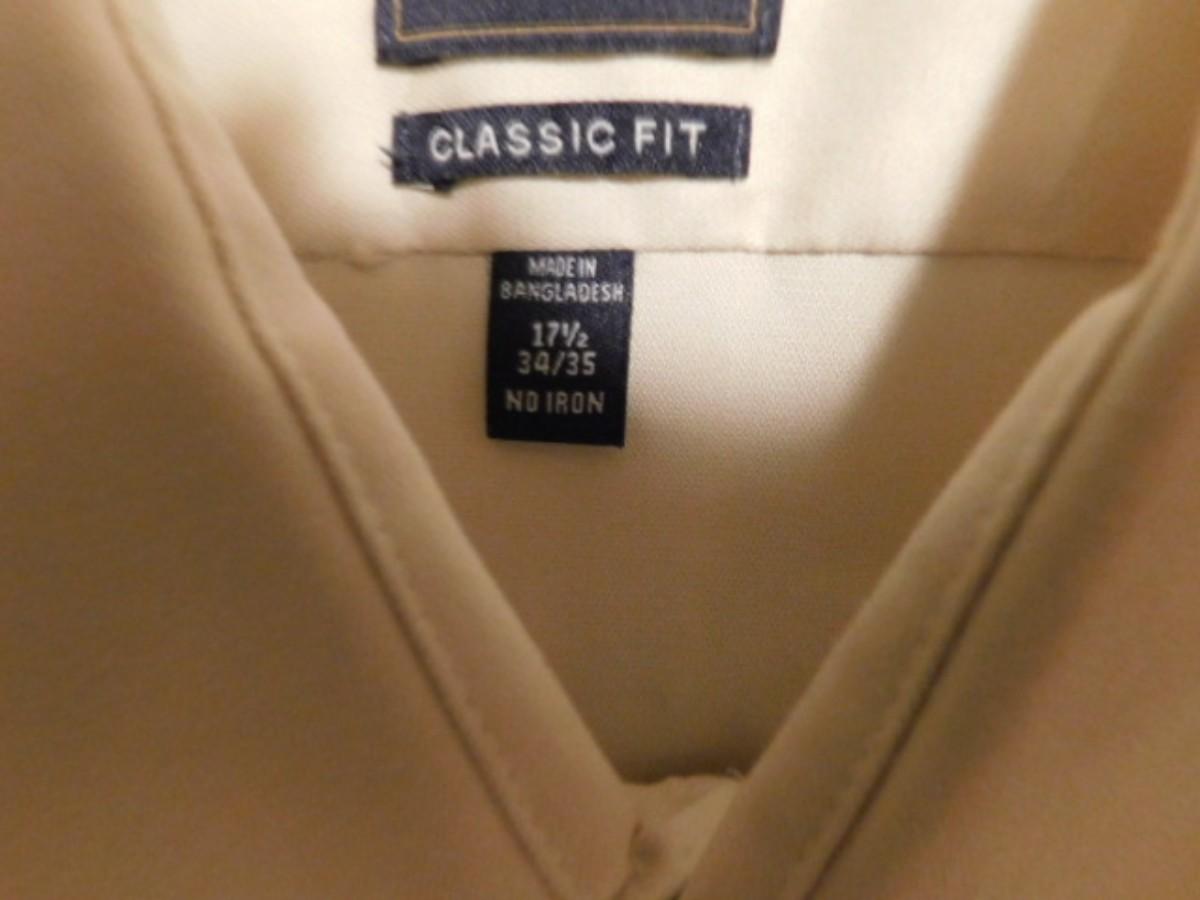 CLASSIC FIT
MADE IN
BANGLADESH
17½
34/35
NO IRON